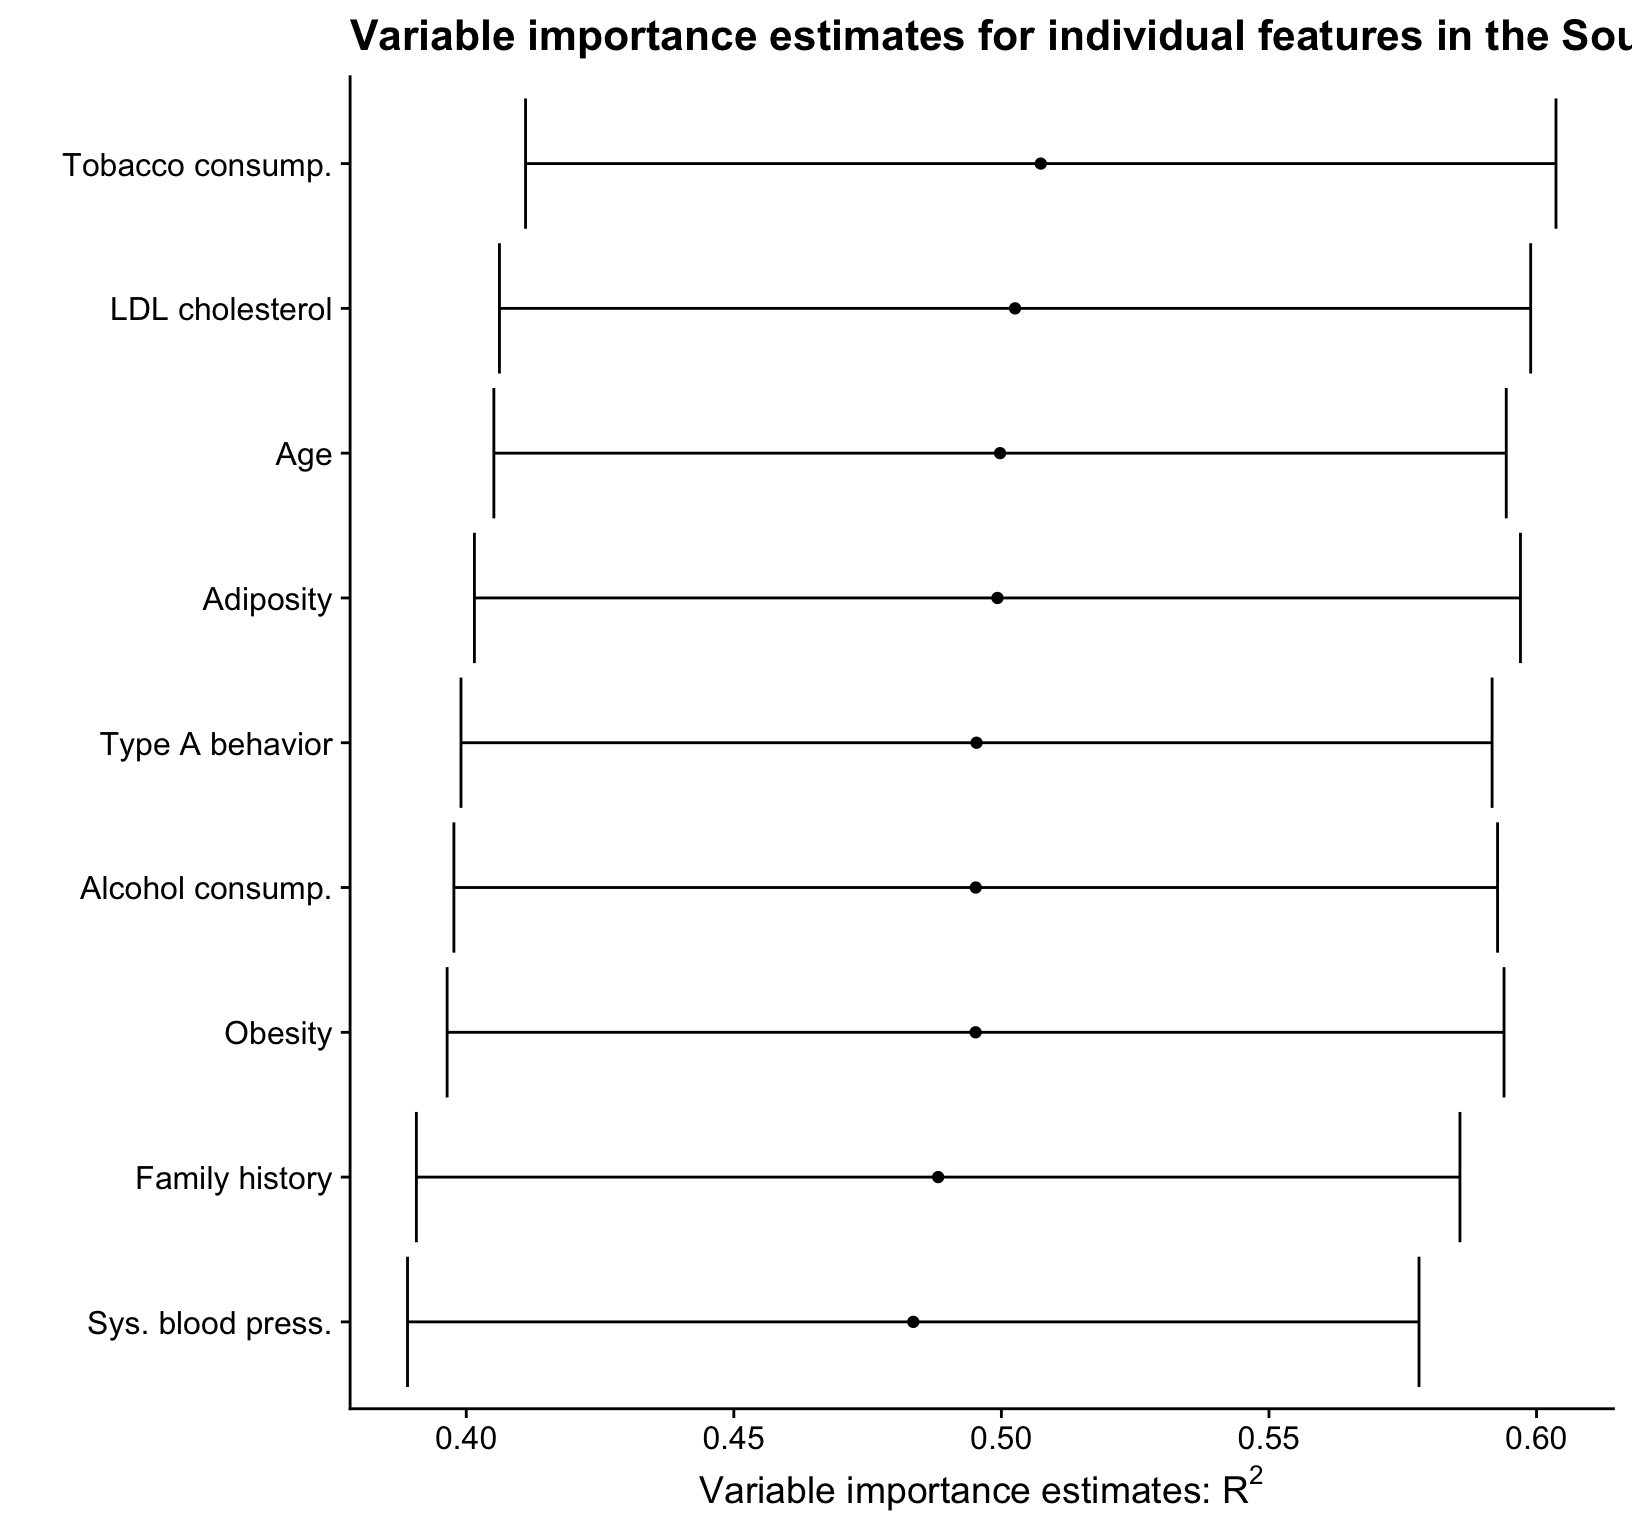 Variable importance estimates for individual features in the Sou
Tobacco consump.
LDL cholesterol
Age
Adiposity
Type A behavior
Alcohol consump.
Obesity
Family history
Sys. blood press.
0.40 0.45 0.50 0.55 0.60
Variable importance estimates: R²